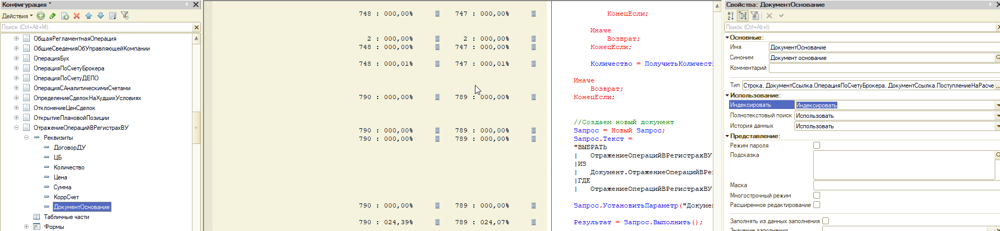 Конфигурация *
Действия
Поиск (Ctrl+Alt+M)
ОбщаяРегламентнаяОперация
ОбщиеСведенияОбУправляющейКомпании
ОперацияБух
ОперацияПоСчетуБрокера
ОперацияПоСчетуДЕПО
ОперацияСАналитическимиСчетами
ОпределениеСделокНаХудшихУсловиях
ОтклонениеЦенСделок
ОткрытиеПлановойПозиции
ОтражениеОперацийВРегистрахВУ
Реквизиты
ДоговорДУ
ЦБ
Количество
Цена
Сумма
КоррСчет
ДокументОснование
Табличные части
Формы
748 : 000,00% 747 : 000,00%
2 : 000,00% 2 : 000,00%
748 : 000,00% 747 : 000,00%
748 : 000,01% 747 : 000,01%
790 : 000,00% 789 : 000,00%
790 : 000,00% 789 : 000,00%
790 : 000,00% 789 : 000,00%
790 : 000,00% 789 : 000,00%
790 : 024,39% 789 : 024,07%
КонецЕсли;
Иначе
Возврат;
КонецЕсли;
Количество = ПолучитьКоличест
Иначе
Возврат;
КонецЕсли;
//Создаем новый документ
Запрос = Новый Запрос;
Запрос.Текст =
"ВЫБРАТЬ
| ОтражениеОперацийВРегистрахВУ
|ИЗ
| Документ.ОтражениеОперацийВРе
|ГДЕ
| ОтражениеОперацийВРегистрахВУ
Запрос.УстановитьПараметр("Докумен
Результат = Запрос.Выполнить();
Свойства: ДокументОснование
Поиск (Ctrl+Alt+I)
Основные:
Имя ДокументОснование
Синоним Документ основание
Комментарий
Тип Строка, ДокументСсылка.ОперацияПоСчетуБрокера, ДокументСсылка.ПоступлениеНаРасче ...
Использование:
Индексировать Индексировать
Полнотекстовый поиск Использовать
История данных Использовать
Представление:
Режим пароля
Подсказка
Маска
Многострочный режим
Расширенное редактирование
Заполнять из данных заполнения
Значение заполнения